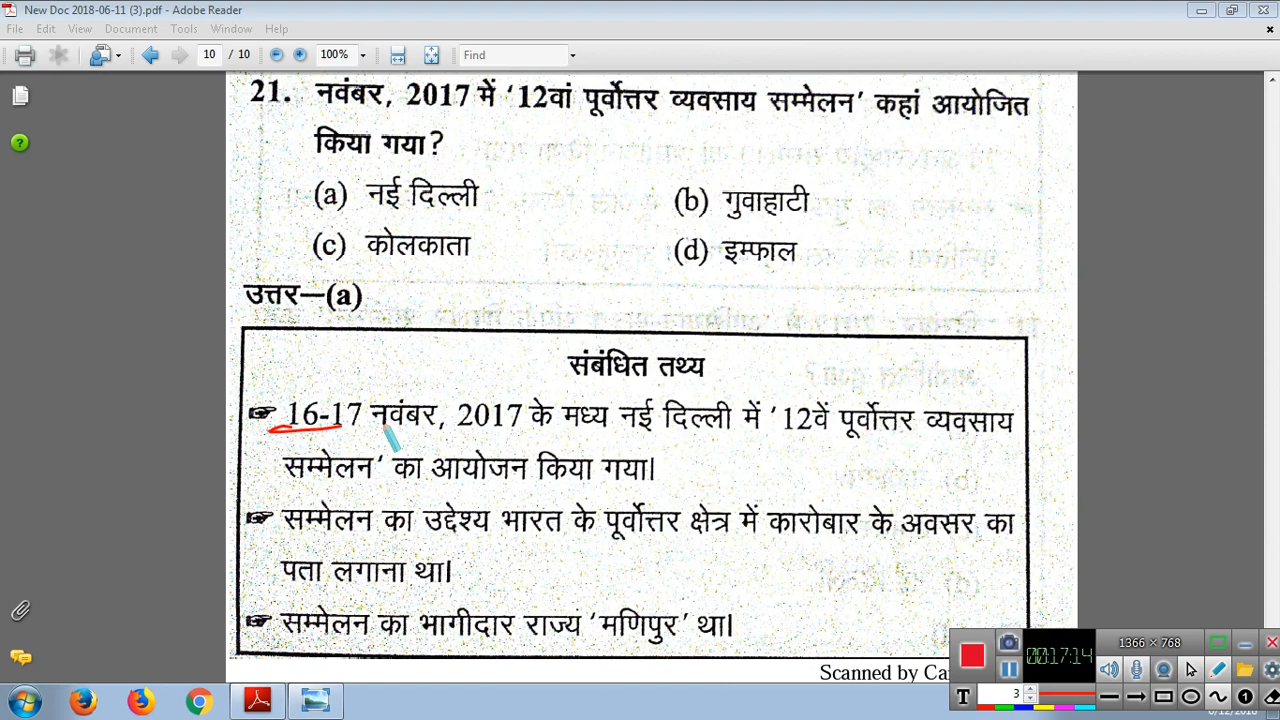 New Doc 2018-06-11 (3).pdf - Adobe Reader
File Edit View Document Tools Window Help
10 / 10 100% Find
21. नवंबर, 2017 में ‘12वां पूर्वोत्तर व्यवसाय सम्मेलन’ कहां आयोजित
किया गया?
(a) नई दिल्ली (b) गुवाहाटी
(c) कोलकाता (d) इम्फाल
उत्तर—(a)
संबंधित तथ्य
☞ 16-17 नवंबर, 2017 के मध्य नई दिल्ली में ‘12वें पूर्वोत्तर व्यवसाय
सम्मेलन’ का आयोजन किया गया।
☞ सम्मेलन का उद्देश्य भारत के पूर्वोत्तर क्षेत्र में कारोबार के अवसर का
पता लगाना था।
☞ सम्मेलन का भागीदार राज्य ‘मणिपुर’ था।
1366 × 768
00:17:14
Scanned by
T 3